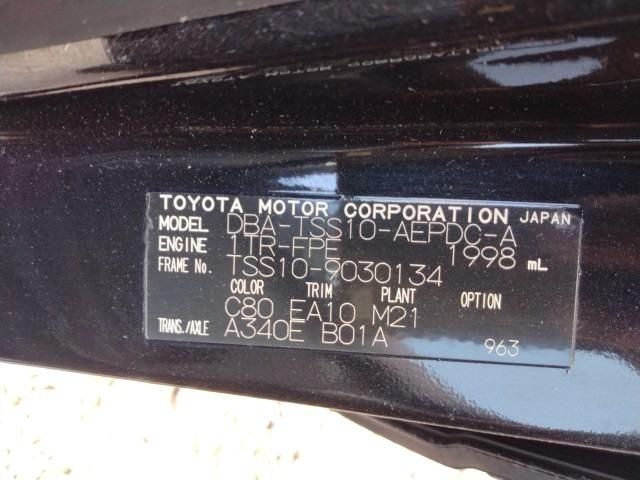 TOYOTA MOTOR CORPORATION JAPAN
MODEL DBA-TSS10-AEPDC-A
ENGINE 1TR-FPE 1998 mL
FRAME No. TSS10-9030134
COLOR TRIM PLANT OPTION
C80 EA10 M21
TRANS./AXLE A340E B01A 963